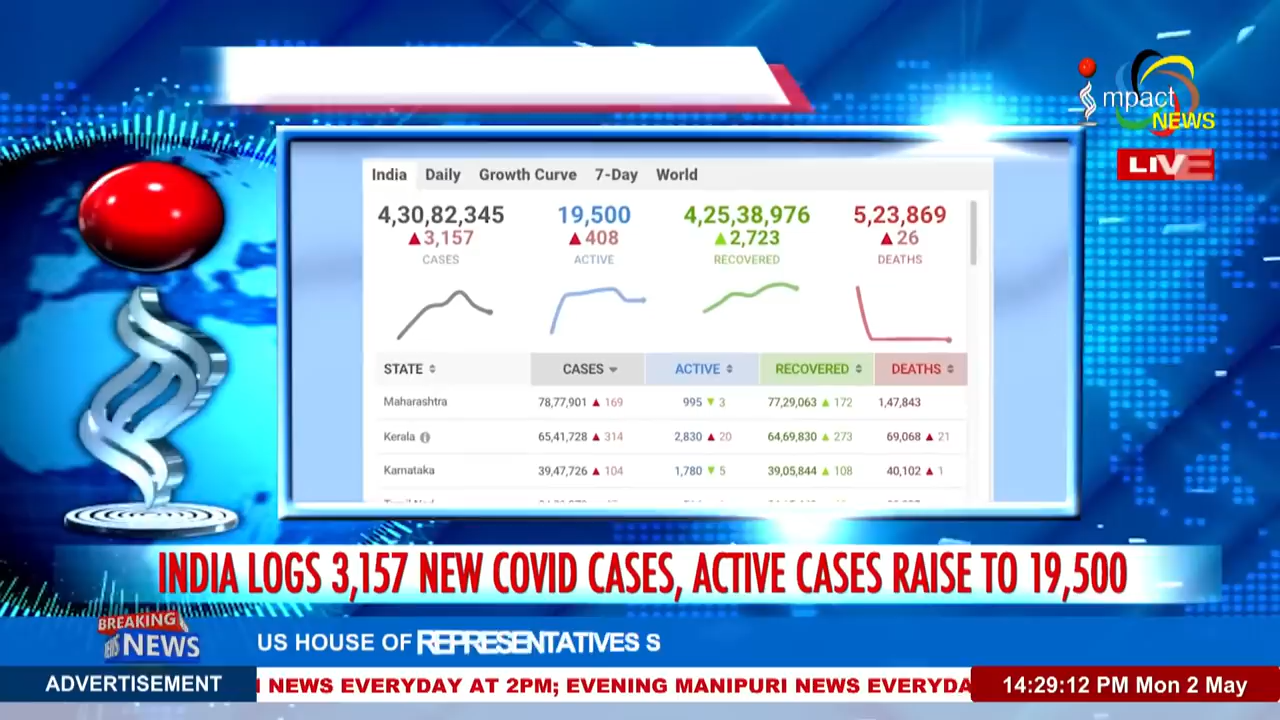 mpact
NEWS
LIVE
India Daily Growth Curve 7-Day World
4,30,82,345 19,500 4,25,38,976 5,23,869
▲3,157 ▲408 ▲2,723 ▲26
CASES ACTIVE RECOVERED DEATHS
STATE CASES ACTIVE RECOVERED DEATHS
Maharashtra 78,77,901 ▲ 169 995 ▼ 3 77,29,063 ▲ 172 1,47,843
Kerala 65,41,728 ▲ 314 2,830 ▲ 20 64,69,830 ▲ 273 69,068 ▲ 21
Karnataka 39,47,726 ▲ 104 1,780 ▼ 5 39,05,844 ▲ 108 40,102 ▲ 1
INDIA LOGS 3,157 NEW COVID CASES, ACTIVE CASES RAISE TO 19,500
BREAKING
NEWS
US HOUSE OF REPRESENTATIVES S
ADVERTISEMENT NEWS EVERYDAY AT 2PM; EVENING MANIPURI NEWS EVERYDA 14:29:12 PM Mon 2 May